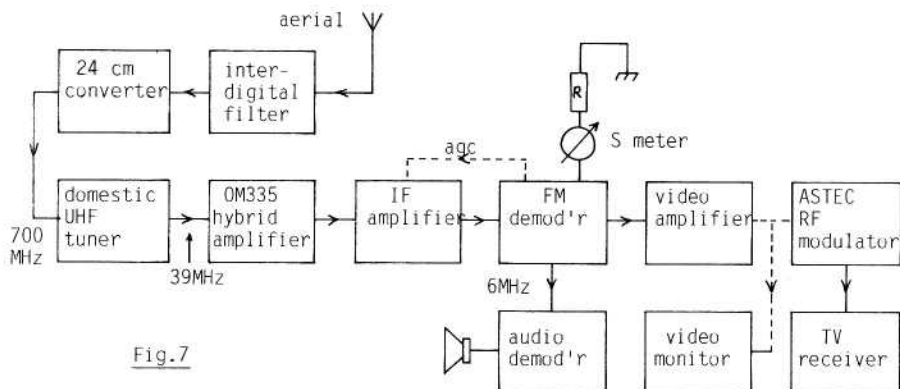 aerial
24 cm
converter
inter-
digital
filter
R
S meter
agc
domestic
UHF
tuner
OM335
hybrid
amplifier
IF
amplifier
FM
demod'r
video
amplifier
ASTEC
RF
modulator
700
MHz
39MHz
6MHz
audio
demod'r
video
monitor
TV
receiver
Fig.7